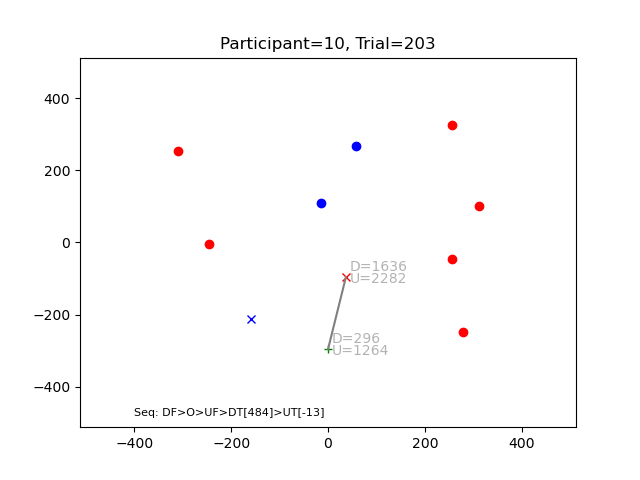 Participant=10, Trial=203
400
200
0
−200
−400
D=1636
U=2282
D=296
U=1264
Seq: DF>O>UF>DT[484]>UT[-13]
−400
−200
0
200
400